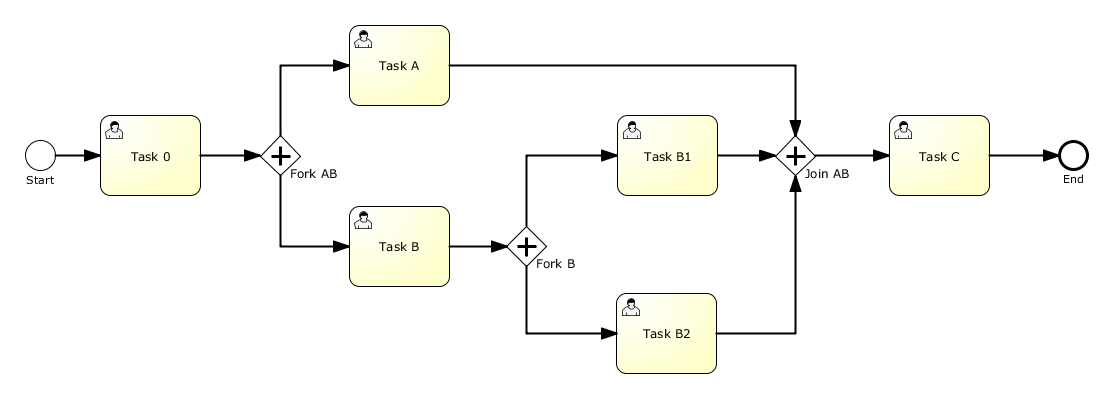 Task A
Task 0
Task B1
Task C
Start
Fork AB
Join AB
End
Task B
Fork B
Task B2